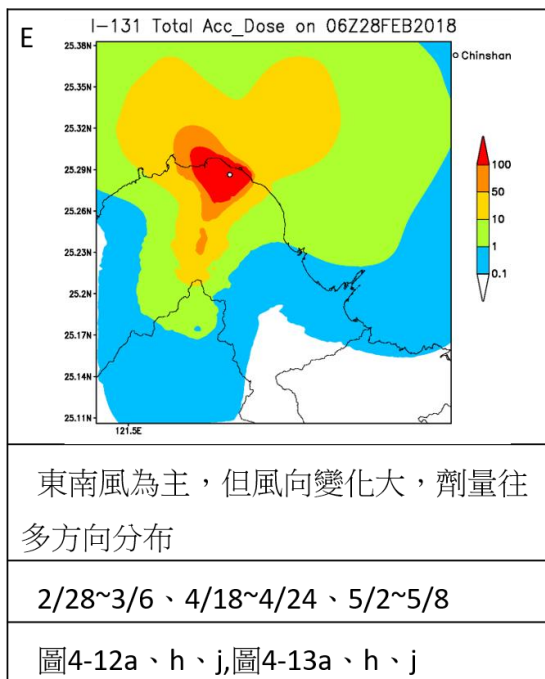 E
I-131 Total Acc_Dose on 06Z28FEB2018
25.38N
25.35N
25.32N
25.29N
25.26N
25.23N
25.2N
25.17N
25.14N
25.11N
121.5E
Chinshan
100
50
10
1
0.1
東南風為主，但風向變化大，劑量往
多方向分布
2/28~3/6、4/18~4/24、5/2~5/8
圖4-12a、h、j,圖4-13a、h、j